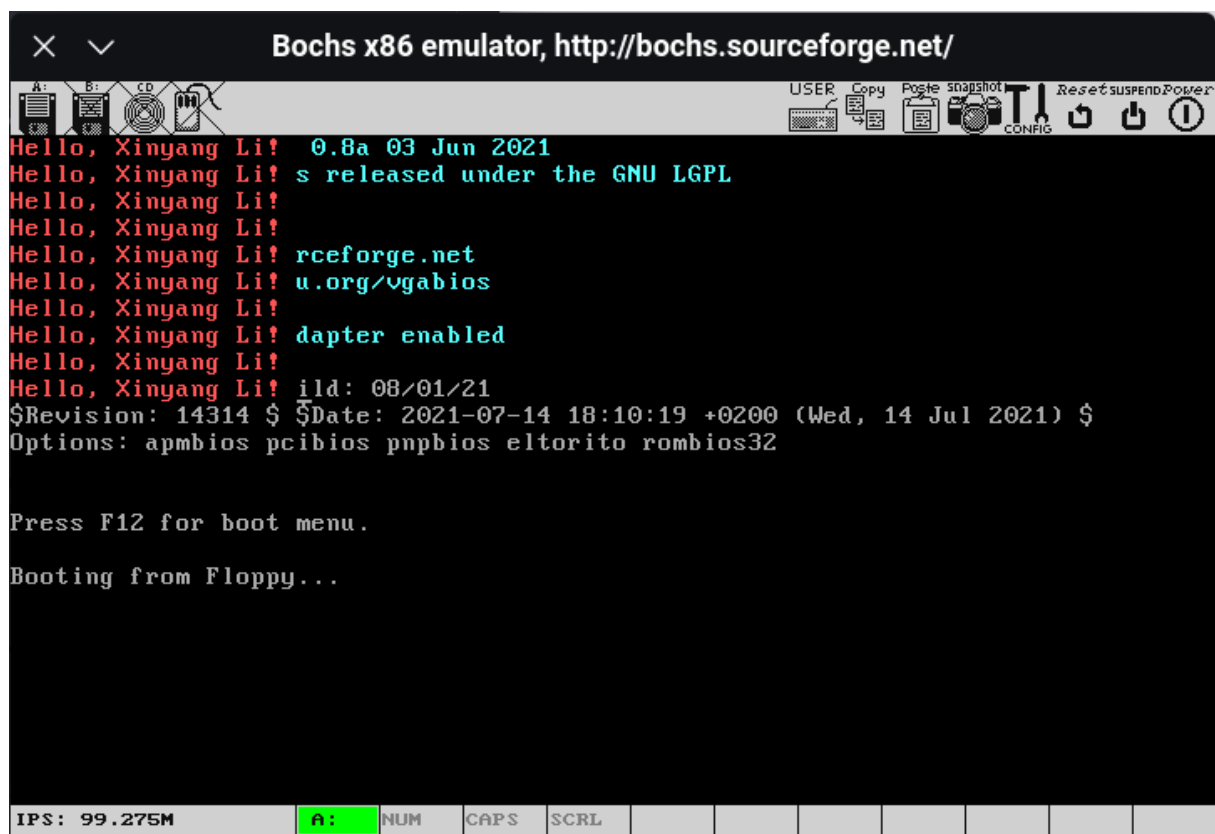 Bochs x86 emulator, http://bochs.sourceforge.net/
A: B: CD USER Copy Poste snapshot CONFIG Reset SUSPEND Power
Hello, Xinyang Li!  0.8a 03 Jun 2021
Hello, Xinyang Li! s released under the GNU LGPL
Hello, Xinyang Li!
Hello, Xinyang Li!
Hello, Xinyang Li! rceforge.net
Hello, Xinyang Li! u.org/vgabios
Hello, Xinyang Li!
Hello, Xinyang Li! dapter enabled
Hello, Xinyang Li!
Hello, Xinyang Li! ild: 08/01/21
$Revision: 14314 $ $Date: 2021-07-14 18:10:19 +0200 (Wed, 14 Jul 2021) $
Options: apmbios pcibios pnpbios eltorito rombios32
Press F12 for boot menu.
Booting from Floppy...
IPS: 99.275M A: NUM CAPS SCRL